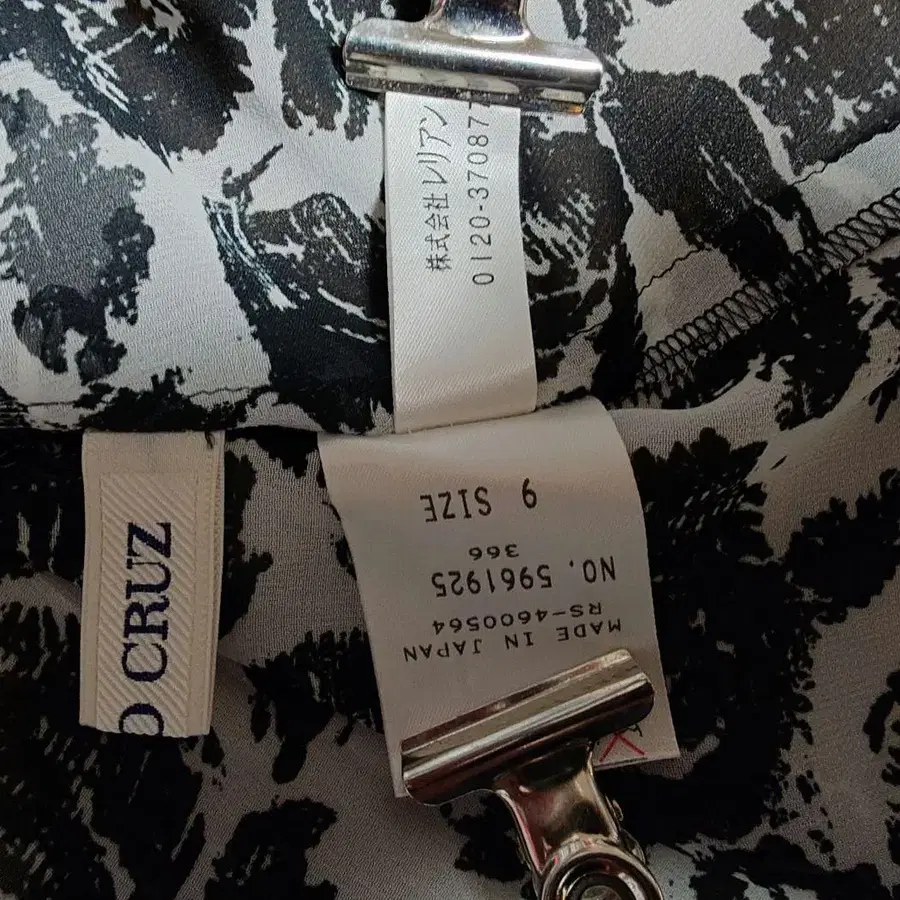 株式会社レリアン
0120-37087
CRUZ
MADE IN JAPAN
RS-4600564
NO. 5961925
366
9 SIZE